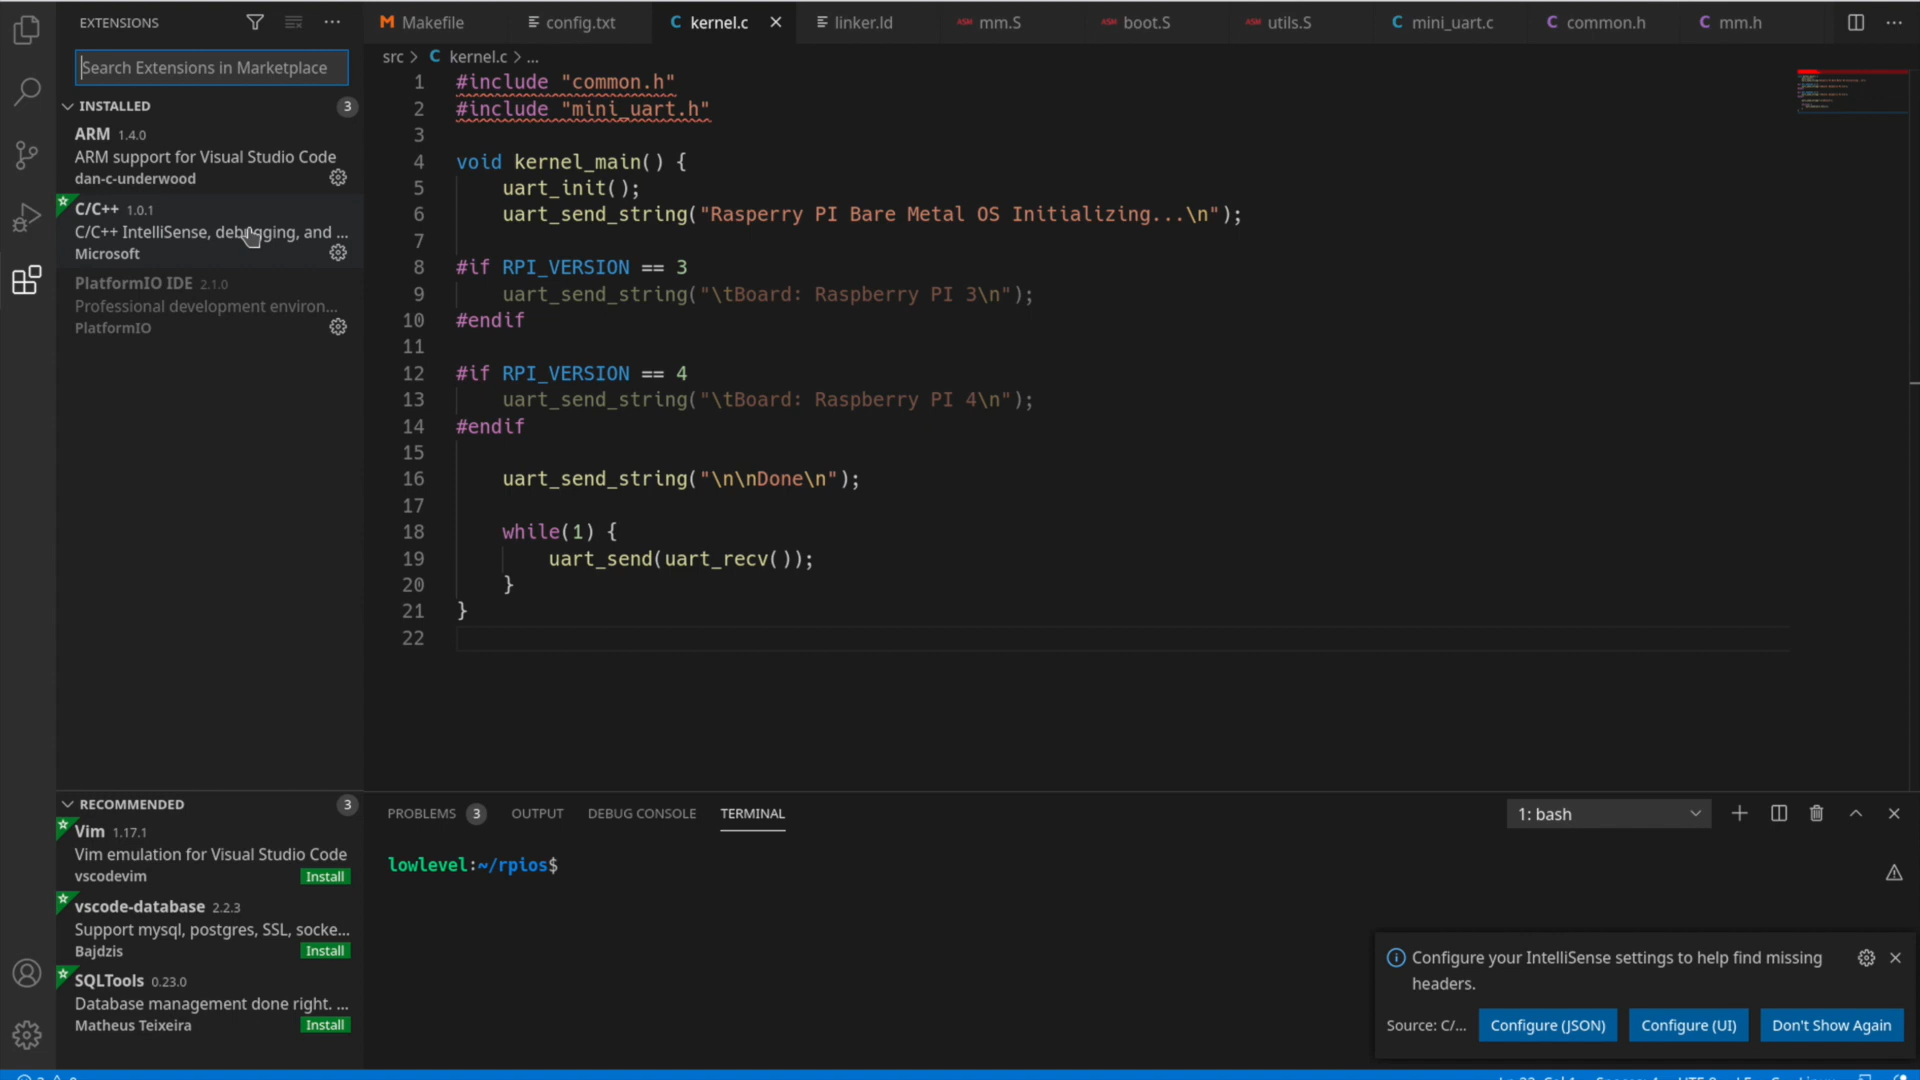 EXTENSIONS
Search Extensions in Marketplace
INSTALLED 3
ARM 1.4.0
ARM support for Visual Studio Code
dan-c-underwood
C/C++ 1.0.1
C/C++ IntelliSense, debugging, and ...
Microsoft
PlatformIO IDE 2.1.0
Professional development environ...
PlatformIO
RECOMMENDED 3
Vim 1.17.1
Vim emulation for Visual Studio Code
vscodevim Install
vscode-database 2.2.3
Support mysql, postgres, SSL, socke...
Bajdzis Install
SQLTools 0.23.0
Database management done right. ...
Matheus Teixeira Install
M Makefile config.txt C kernel.c linker.ld ASM mm.S ASM boot.S ASM utils.S C mini_uart.c C common.h C mm.h
src > C kernel.c > ...
1 #include "common.h"
2 #include "mini_uart.h"
3
4 void kernel_main() {
5 uart_init();
6 uart_send_string("Rasperry PI Bare Metal OS Initializing...\n");
7
8 #if RPI_VERSION == 3
9 uart_send_string("\tBoard: Raspberry PI 3\n");
10 #endif
11
12 #if RPI_VERSION == 4
13 uart_send_string("\tBoard: Raspberry PI 4\n");
14 #endif
15
16 uart_send_string("\n\nDone\n");
17
18 while(1) {
19 uart_send(uart_recv());
20 }
21 }
22
PROBLEMS 3 OUTPUT DEBUG CONSOLE TERMINAL 1: bash
lowlevel:~/rpios$
Configure your IntelliSense settings to help find missing
headers.
Source: C/... Configure (JSON) Configure (UI) Don't Show Again